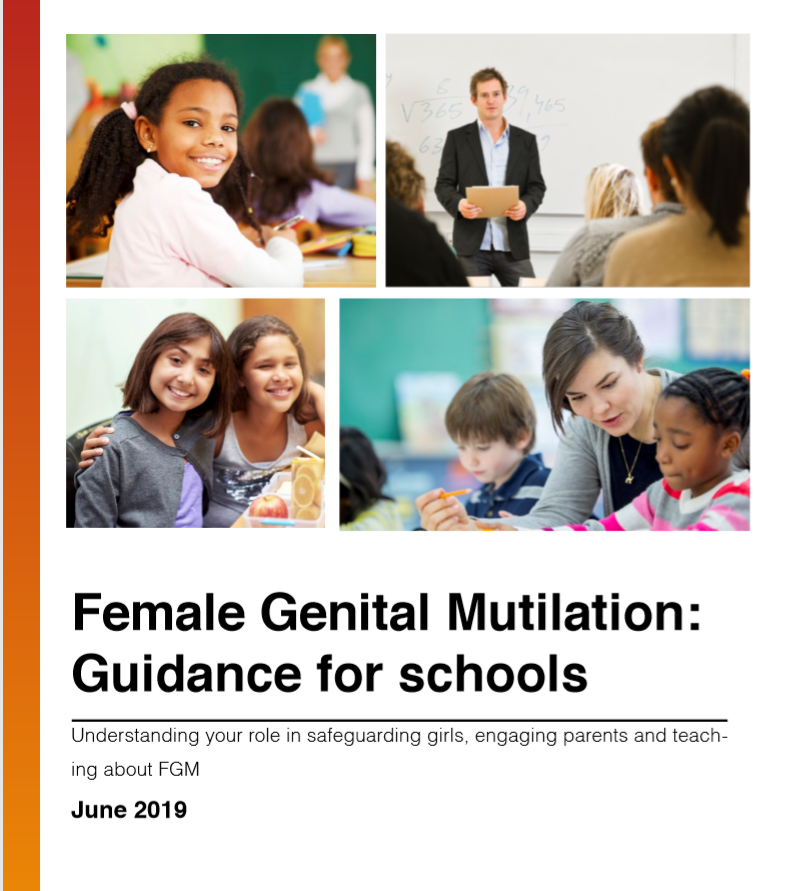 Female Genital Mutilation:
Guidance for schools
Understanding your role in safeguarding girls, engaging parents and teach-
ing about FGM
June 2019